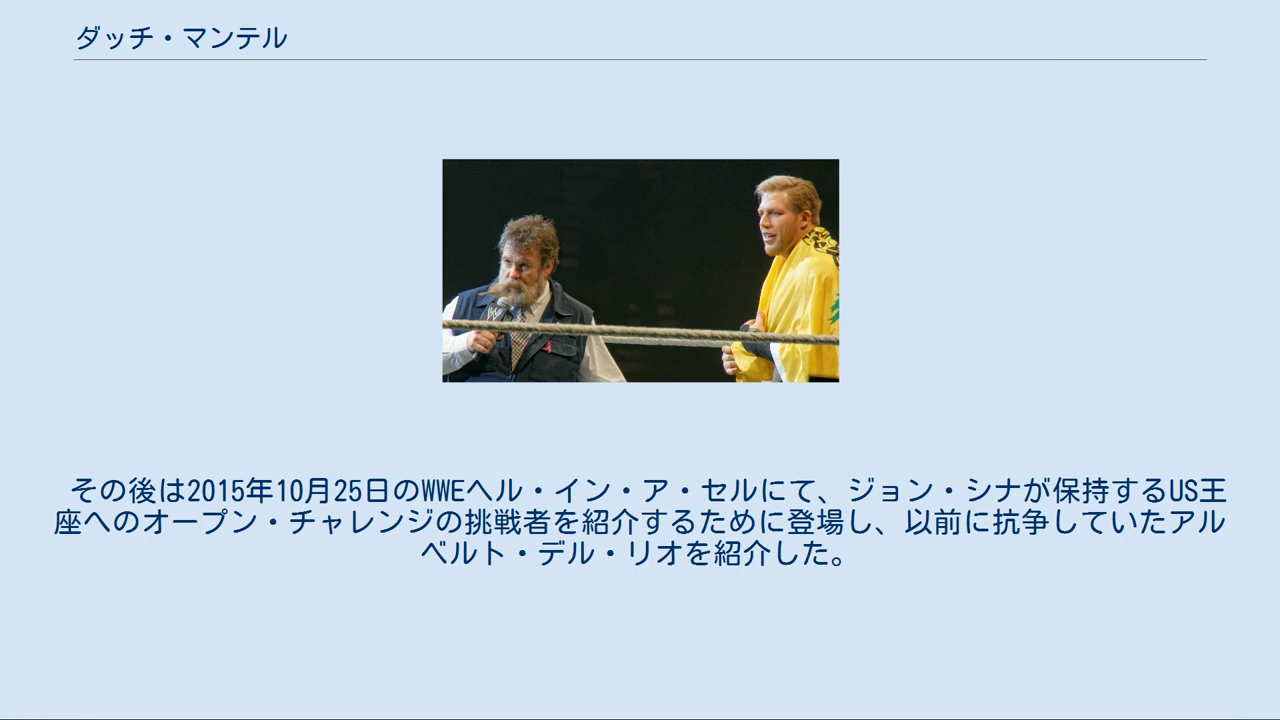 ダッチ・マンテル
その後は2015年10月25日のWWEヘル・イン・ア・セルにて、ジョン・シナが保持するUS王
座へのオープン・チャレンジの挑戦者を紹介するために登場し、以前に抗争していたアル
ベルト・デル・リオを紹介した。